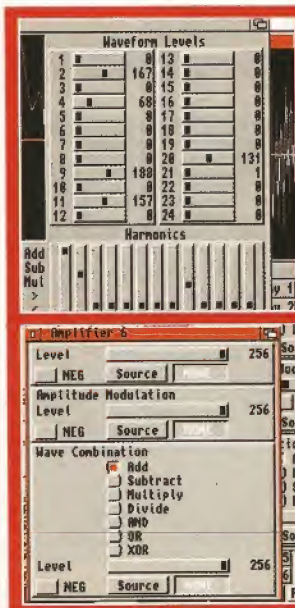 Waveform Levels
1 0 13 0
2 167 14 0
3 0 15 0
4 68 16 0
5 0 17 0
6 0 18 0
7 0 19 0
8 0 20 131
9 188 21 1
10 0 22 0
11 157 23 0
12 0 24 0
Harmonics
Add
Sub
Mul
>
Amplifier 6
Level 256
NEG Source
Amplitude Modulation
Level 256
NEG Source
Wave Combination
Add
Subtract
Multiply
Divide
AND
OR
XOR
Level 256
NEG Source